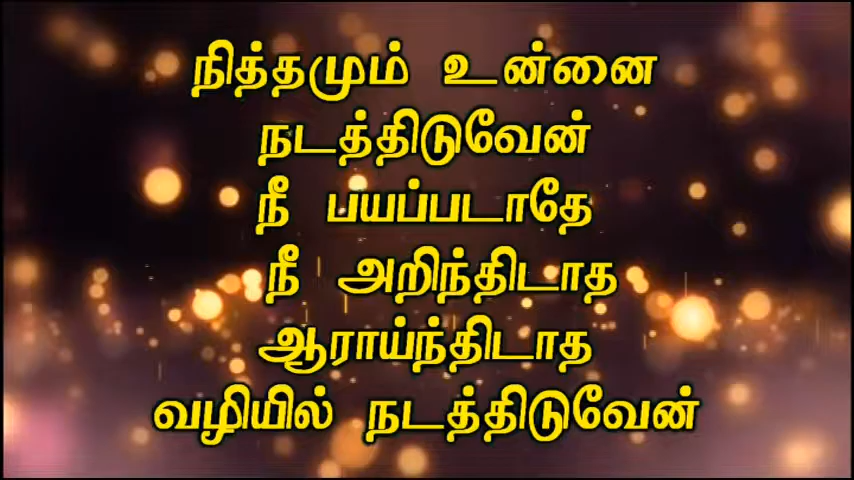 நித்தமும் உன்னை
நடத்திடுவேன்
நீ பயப்படாதே
நீ அறிந்திடாத
ஆராய்ந்திடாத
வழியில் நடத்திடுவேன்